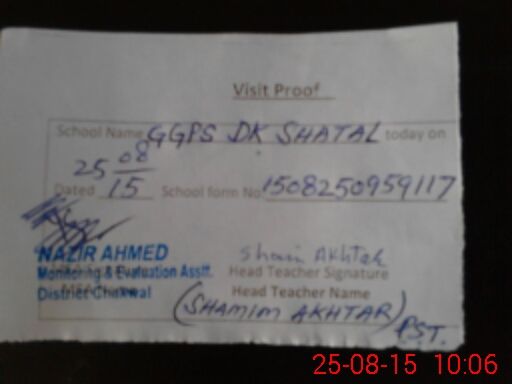 Visit Proof
School Name GGPS DK SHATAL today on
25 08
Dated 15 School form No 1508250959117
NAZIR AHMED
Monitoring & Evaluation Asstt. Head Teacher Signature
District Chakwal Head Teacher Name
(SHAMIM AKHTAR) PST.
25-08-15 10:06